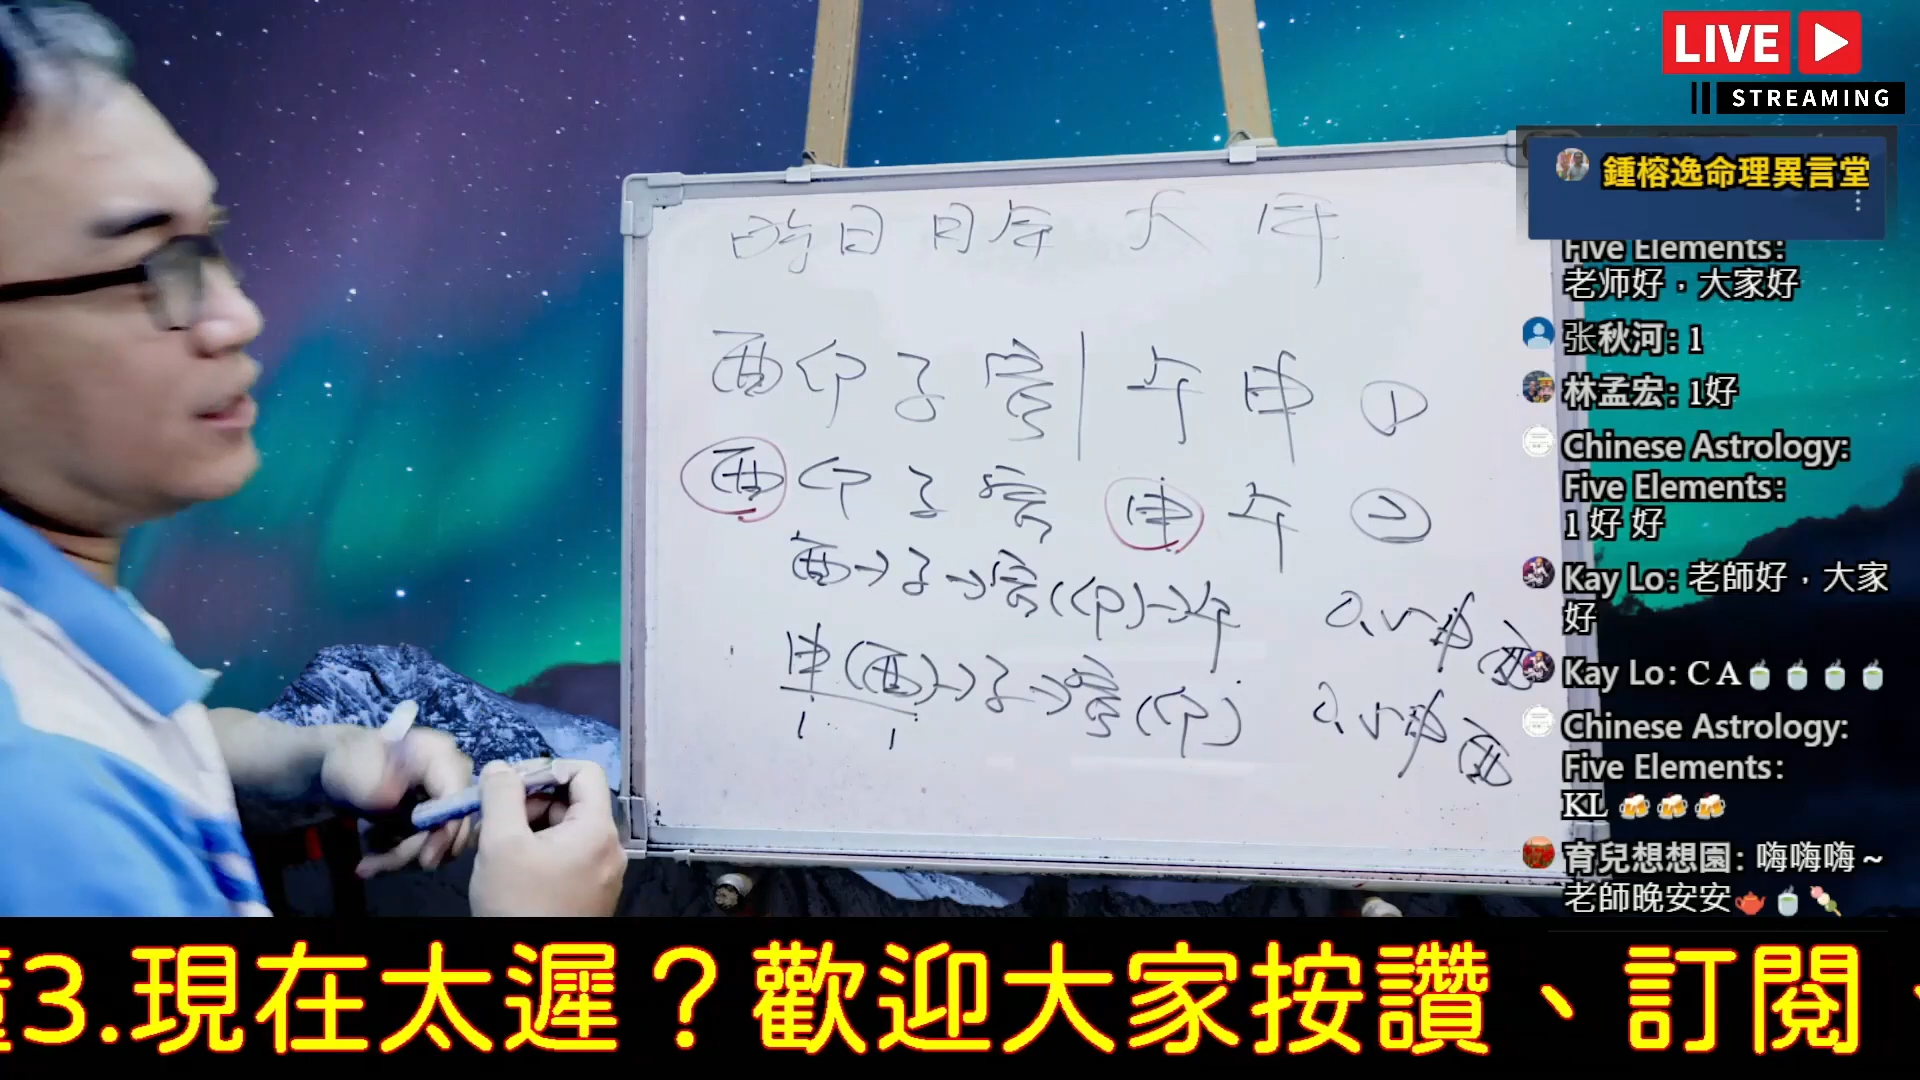 LIVE
STREAMING
鍾榕逸命理異言堂
Five Elements:
老师好，大家好
张秋河: 1
林孟宏: 1好
Chinese Astrology:
Five Elements:
1 好 好
Kay Lo: 老師好，大家
好
Kay Lo: C A🍵 🍵 🍵 🍵
Chinese Astrology:
Five Elements:
KL 🍻 🍻 🍻
育兒想想園: 嗨嗨嗨～
老師晚安安🫖 🍵 🍡
時日月年 大 年
酉卯子寅|午申 ①
酉卯子寅 申午 ②
酉→子→寅(卯)→午
申(酉)→子→寅(卯)
1 1
3.現在太遲？歡迎大家按讚、訂閱、